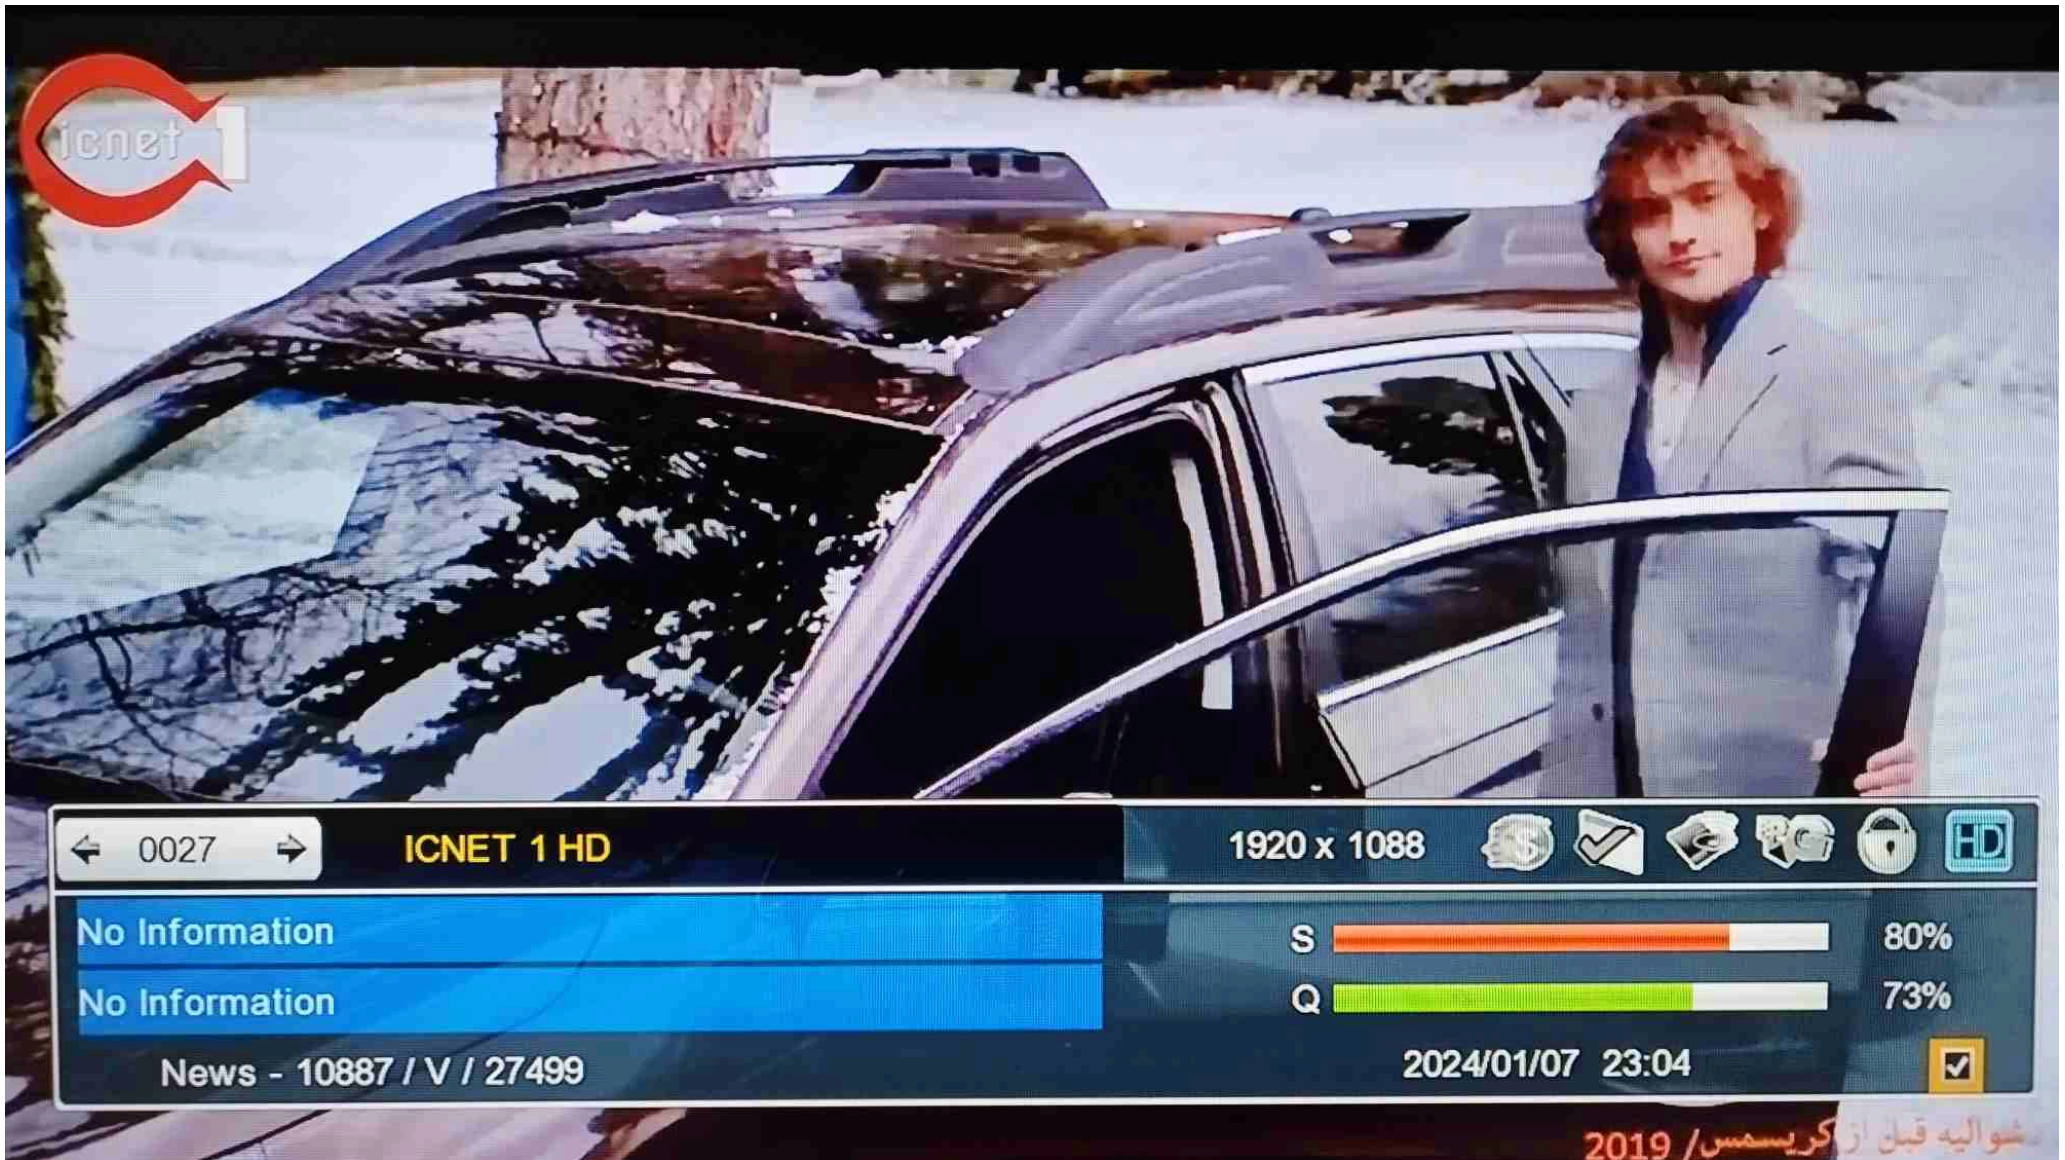 icnet 1
0027
ICNET 1 HD
1920 x 1088
HD
No Information
S 80%
No Information
Q 73%
News - 10887 / V / 27499
2024/01/07 23:04
شوالیه قبل از کریسمس/ 2019